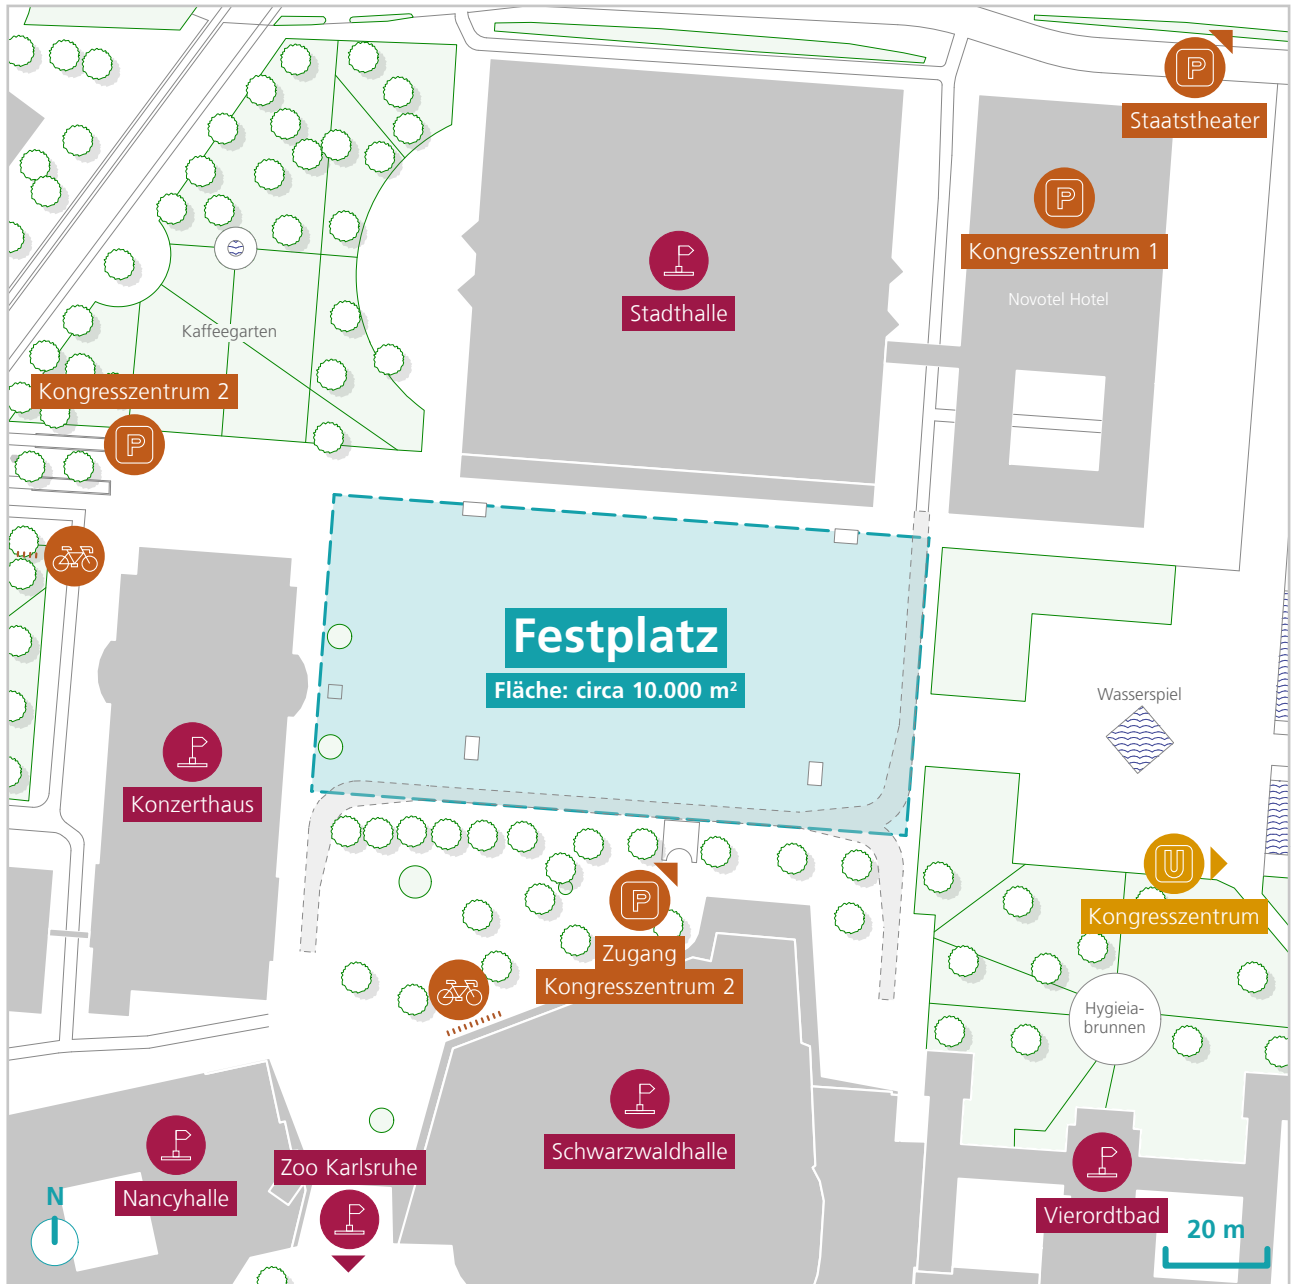 P
Staatstheater
P
Kongresszentrum 1
Novotel Hotel
Stadthalle
Kaffeegarten
Kongresszentrum 2
P
Festplatz
Fläche: circa 10.000 m²
Wasserspiel
Konzerthaus
U
Kongresszentrum
P
Zugang
Kongresszentrum 2
Hygieia-
brunnen
Schwarzwaldhalle
Zoo Karlsruhe
Nancyhalle
N
Vierordtbad
20 m